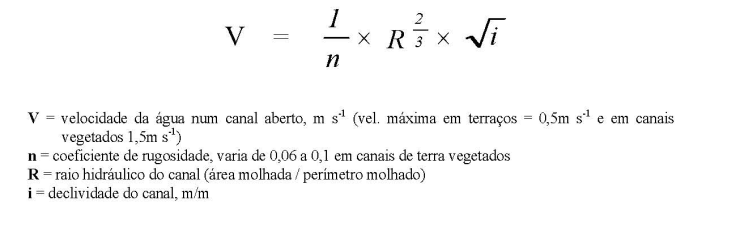 V = 1/n × R^(2/3) × √i
V = velocidade da água num canal aberto, m s⁻¹ (vel. máxima em terraços = 0,5m s⁻¹ e em canais
vegetados 1,5m s⁻¹)
n = coeficiente de rugosidade, varia de 0,06 a 0,1 em canais de terra vegetados
R = raio hidráulico do canal (área molhada / perímetro molhado)
i = declividade do canal, m/m